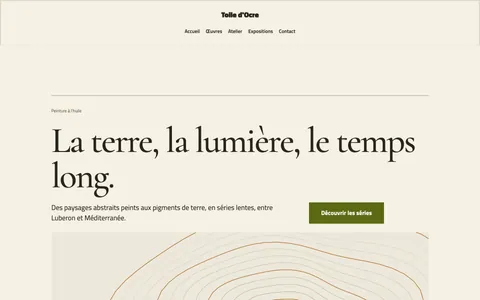 Toile d'Ocre
Accueil Œuvres Atelier Expositions Contact
Peinture à l'huile
La terre, la lumière, le temps
long.
Des paysages abstraits peints aux pigments de terre, en séries lentes, entre
Luberon et Méditerranée.
Découvrir les séries